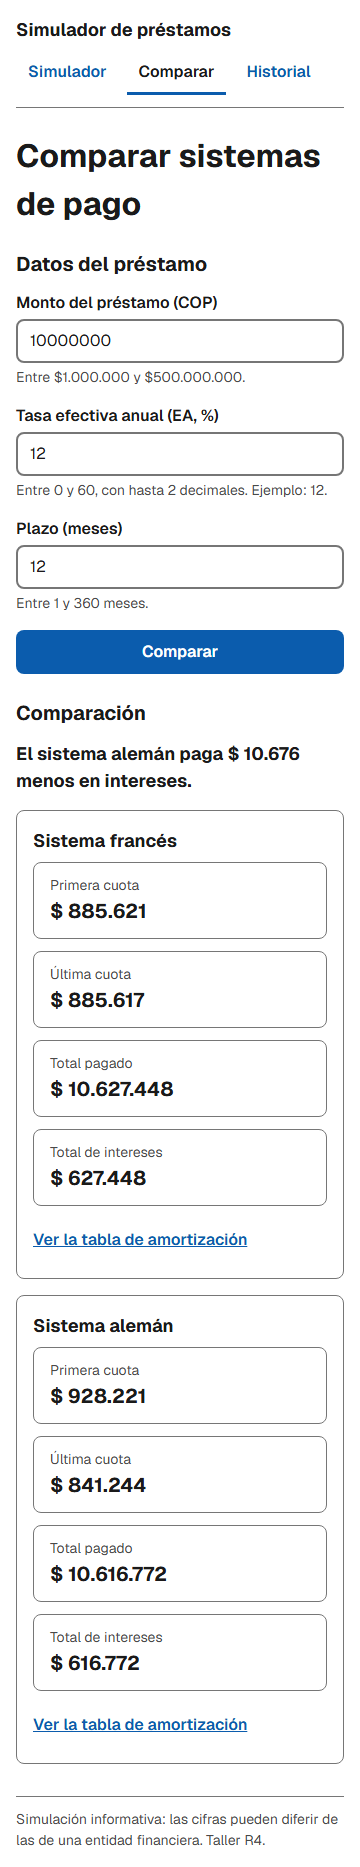 Simulador de préstamos
Simulador
Comparar
Historial
Comparar sistemas
de pago
Datos del préstamo
Monto del préstamo (COP)
10000000
Entre $1.000.000 y $500.000.000.
Tasa efectiva anual (EA, %)
12
Entre 0 y 60, con hasta 2 decimales. Ejemplo: 12.
Plazo (meses)
12
Entre 1 y 360 meses.
Comparar
Comparación
El sistema alemán paga $ 10.676
menos en intereses.
Sistema francés
Primera cuota
$ 885.621
Última cuota
$ 885.617
Total pagado
$ 10.627.448
Total de intereses
$ 627.448
Ver la tabla de amortización
Sistema alemán
Primera cuota
$ 928.221
Última cuota
$ 841.244
Total pagado
$ 10.616.772
Total de intereses
$ 616.772
Ver la tabla de amortización
Simulación informativa: las cifras pueden diferir de
las de una entidad financiera. Taller R4.